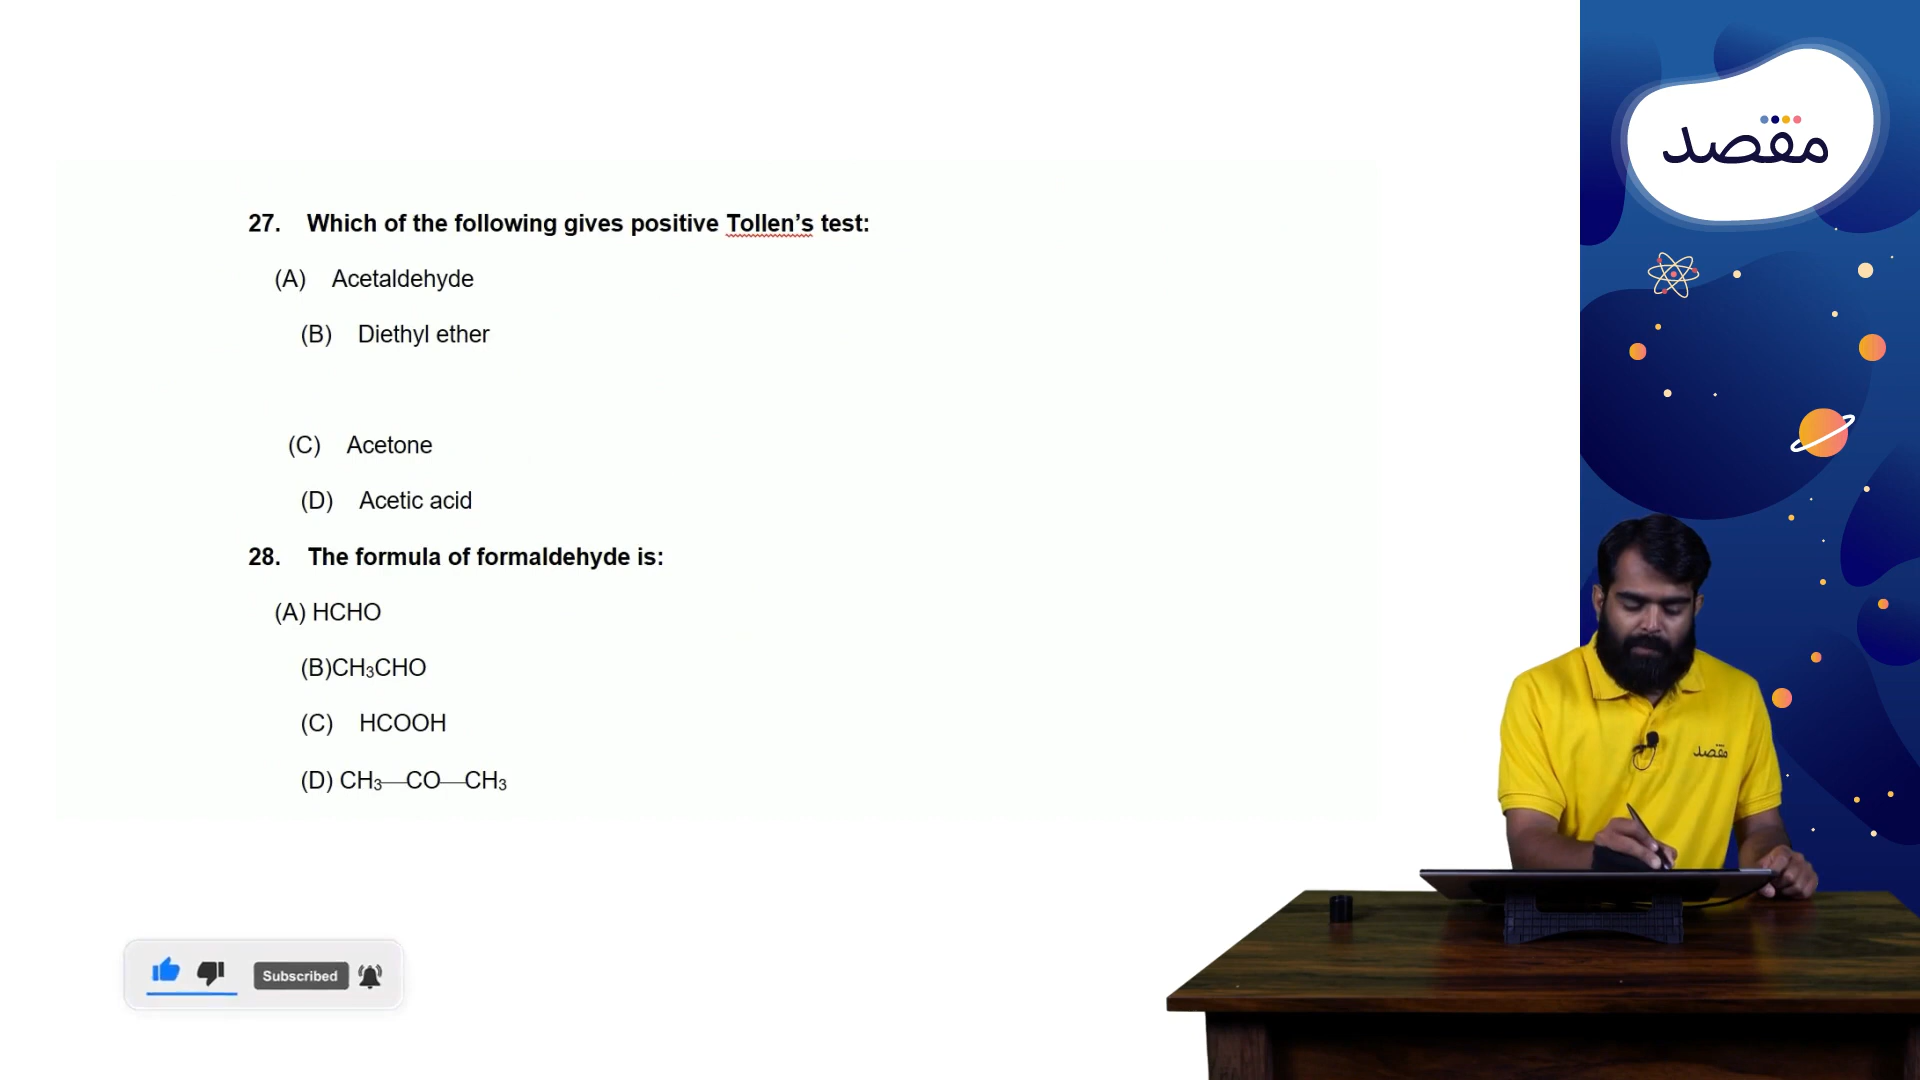 مقصد
27. Which of the following gives positive Tollen’s test:
(A) Acetaldehyde
(B) Diethyl ether
(C) Acetone
(D) Acetic acid
28. The formula of formaldehyde is:
(A) HCHO
(B)CH₃CHO
(C) HCOOH
(D) CH₃—CO—CH₃
مقصد
Subscribed